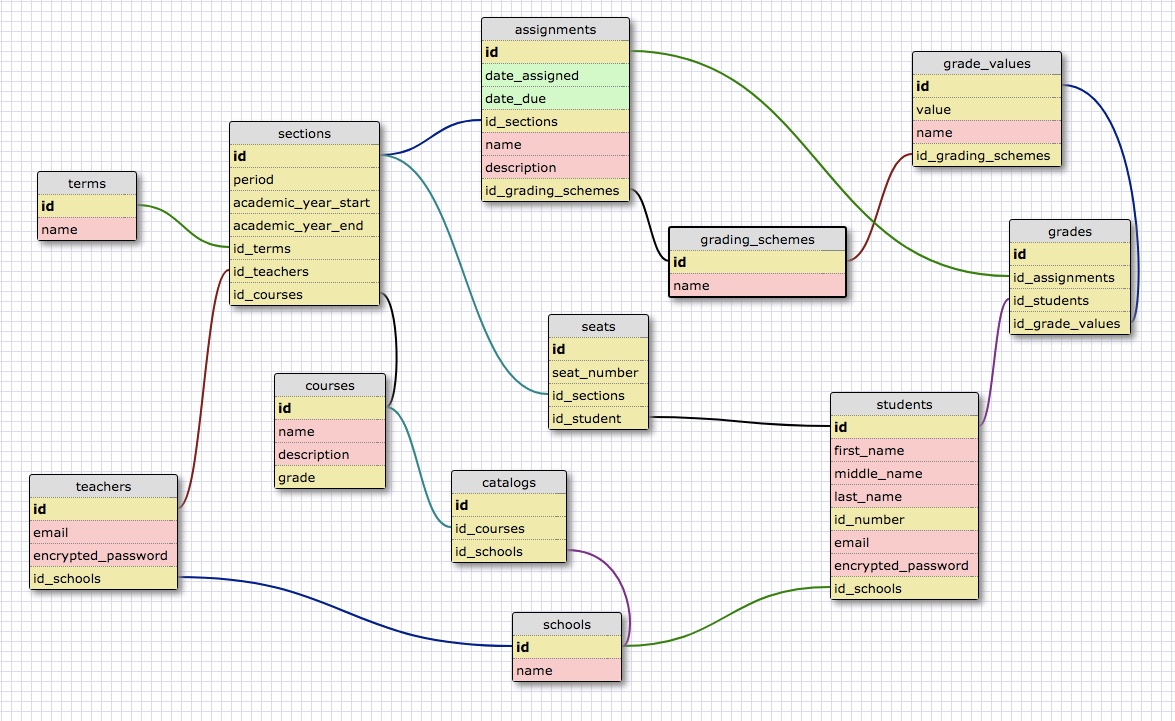 assignments
id
date_assigned
date_due
id_sections
name
description
id_grading_schemes
grade_values
id
value
name
id_grading_schemes
sections
id
period
academic_year_start
academic_year_end
id_terms
id_teachers
id_courses
terms
id
name
grading_schemes
id
name
grades
id
id_assignments
id_students
id_grade_values
seats
id
seat_number
id_sections
id_student
courses
id
name
description
grade
students
id
first_name
middle_name
last_name
id_number
email
encrypted_password
id_schools
teachers
id
email
encrypted_password
id_schools
catalogs
id
id_courses
id_schools
schools
id
name